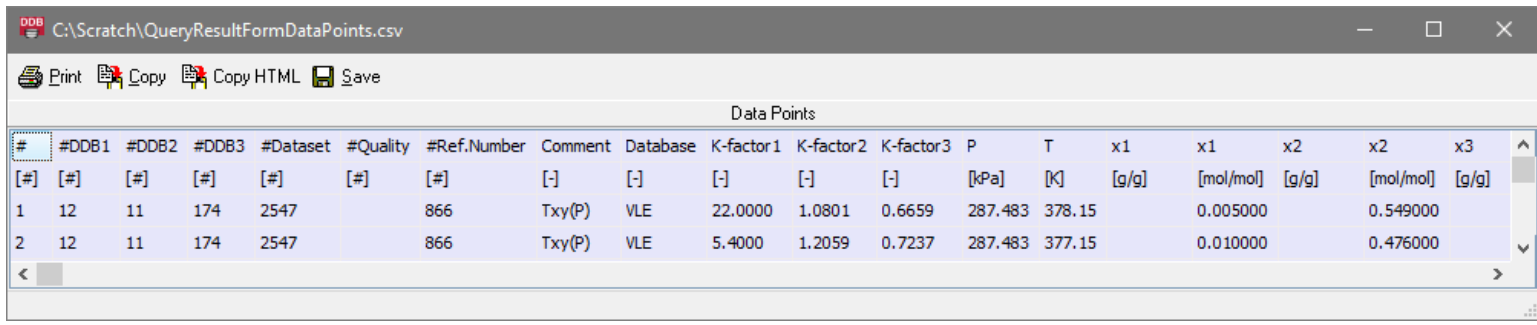 DDB C:\Scratch\QueryResultFormDataPoints.csv
Print Copy Copy HTML Save
Data Points
# #DDB1 #DDB2 #DDB3 #Dataset #Quality #Ref.Number Comment Database K-factor1 K-factor2 K-factor3 P T x1 x1 x2 x2 x3
[#] [#] [#] [#] [#] [#] [#] [-] [-] [-] [-] [-] [kPa] [K] [g/g] [mol/mol] [g/g] [mol/mol] [g/g]
1 12 11 174 2547 866 Txy(P) VLE 22.0000 1.0801 0.6659 287.483 378.15 0.005000 0.549000
2 12 11 174 2547 866 Txy(P) VLE 5.4000 1.2059 0.7237 287.483 377.15 0.010000 0.476000